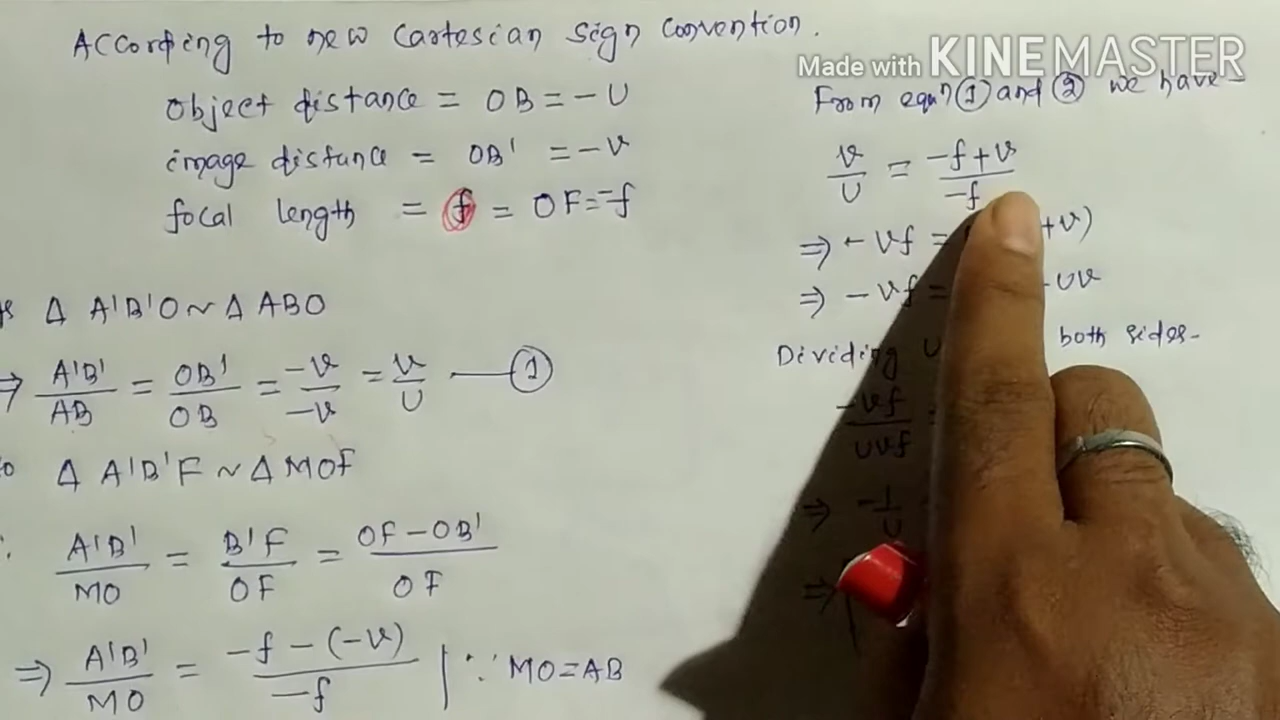 According to new Cartesian Sign Convention.
Object distance = OB = - U
image distance = OB' = - v
focal length = f = OF = -f
Δ A'B'O ~ Δ ABO
⇒ A'B'/AB = OB'/OB = -v/-v = v/U — ①
Δ A'B'F ~ Δ MOF
A'B'/MO = B'F/OF = OF - OB'/OF
⇒ A'B'/MO = -f - (-v)/-f | ∵ MO = AB
Made with KINEMASTER
From eqn ① and ② we have -
v/U = -f + v/-f
⇒ - vf = +v)
⇒ - vf = - uv
Dividing both sides -
-vf/uvf
⇒ -1/U
⇒